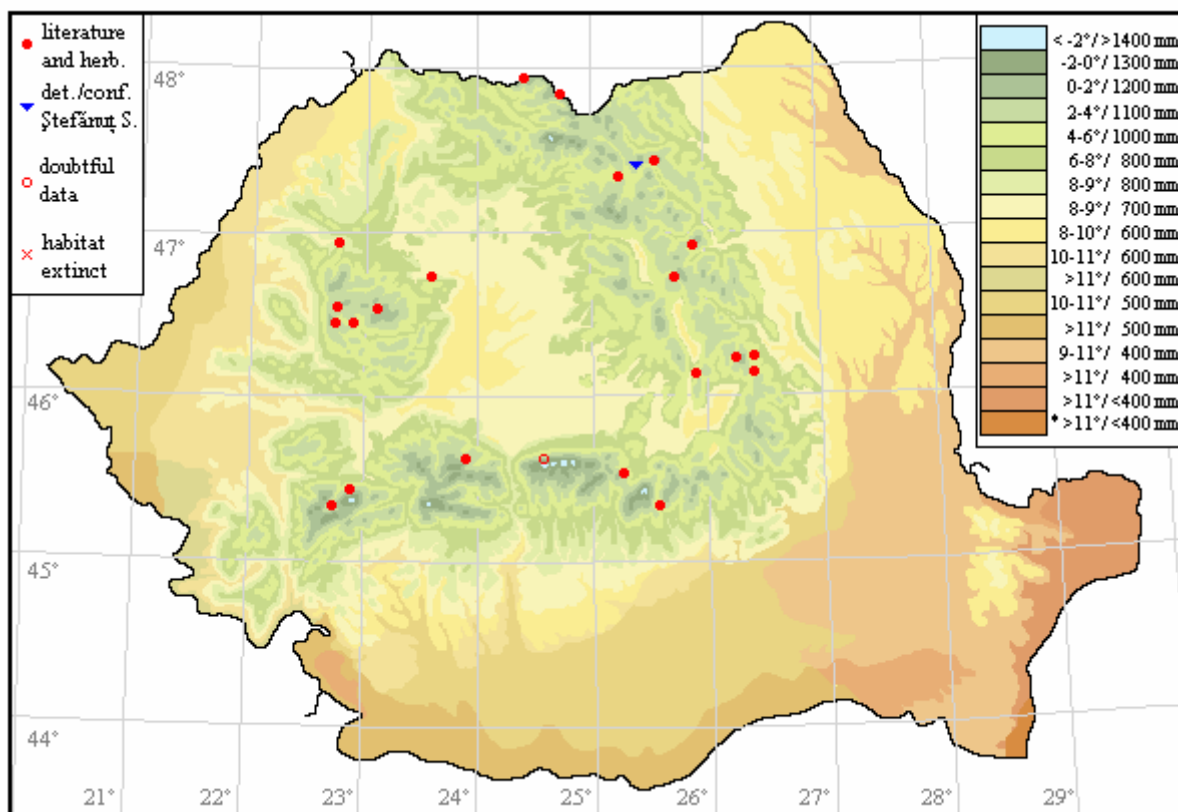 literature
and herb.
det./conf.
Ştefănuţ S.
doubtful
data
habitat
extinct
< -2°/ >1400 mm
-2-0°/ 1300 mm
0-2°/ 1200 mm
2-4°/ 1100 mm
4-6°/ 1000 mm
6-8°/ 800 mm
8-9°/ 800 mm
8-9°/ 700 mm
8-10°/ 600 mm
10-11°/ 600 mm
>11°/ 600 mm
10-11°/ 500 mm
>11°/ 500 mm
9-11°/ 400 mm
>11°/ 400 mm
>11°/ <400 mm
* >11°/ <400 mm
48°
47°
46°
45°
44°
21°
22°
23°
24°
25°
26°
27°
28°
29°